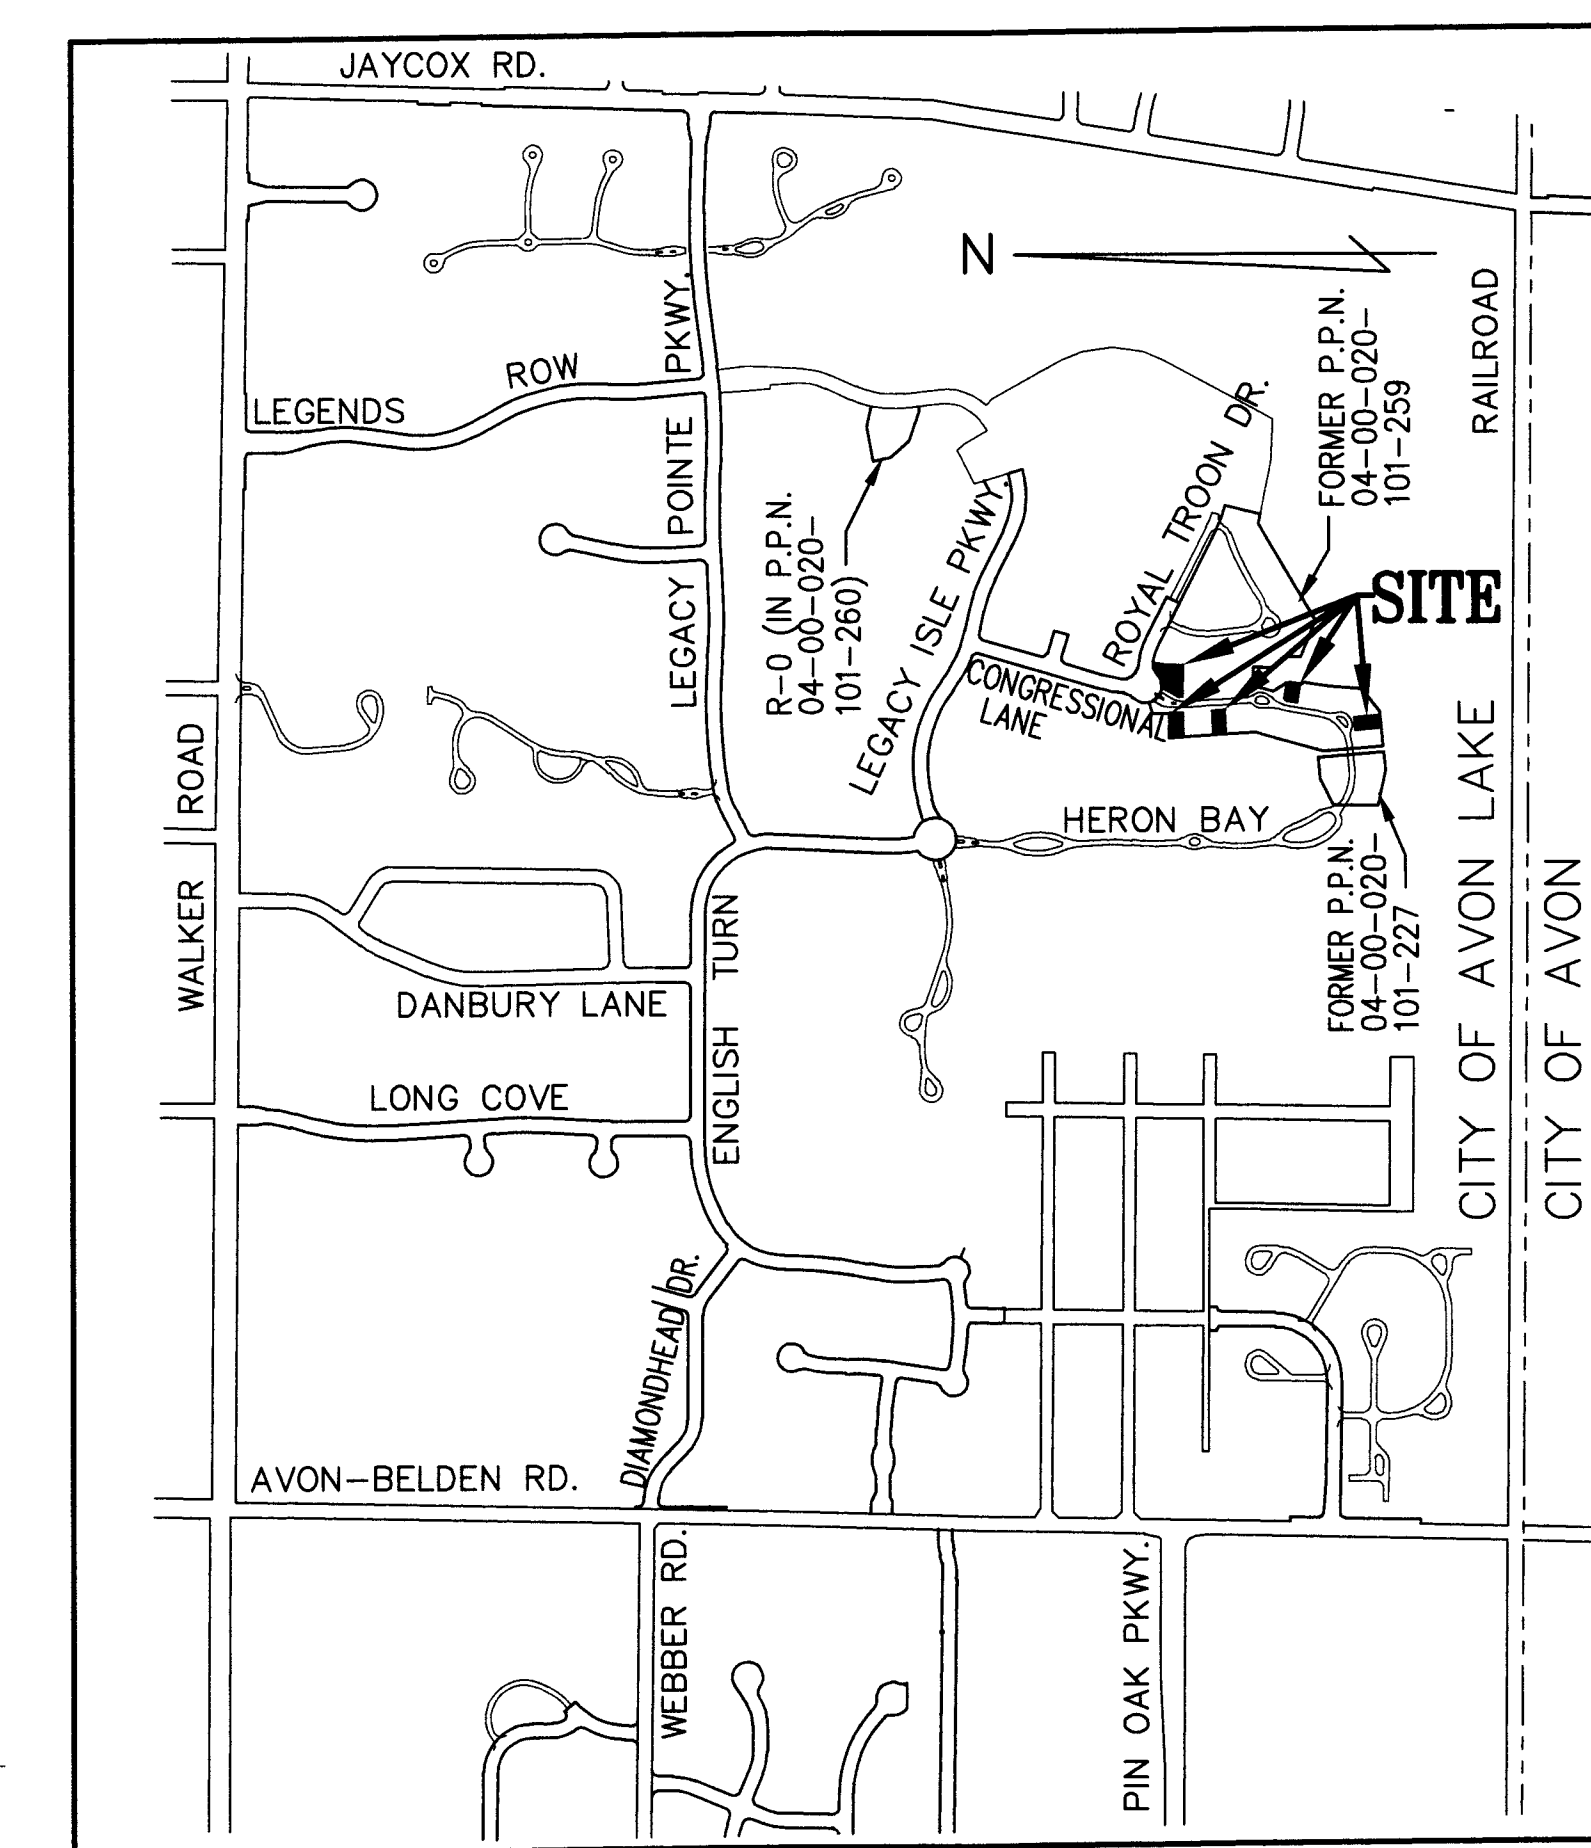 JAYCOX RD.
N
RAILROAD
LEGENDS ROW
LEGACY POINTE PKWY.
R-O (IN P.P.N.
04-00-020-
101-260)
LEGACY ISLE PKWY.
ROYAL TROON DR.
FORMER P.P.N.
04-00-020-
101-259
SITE
CONGRESSIONAL
LANE
HERON BAY
FORMER P.P.N.
04-00-020-
101-227
WALKER ROAD
DANBURY LANE
LONG COVE
ENGLISH TURN
CITY OF AVON LAKE
CITY OF AVON
DIAMONDHEAD DR.
AVON-BELDEN RD.
WEBBER RD.
PIN OAK PKWY.